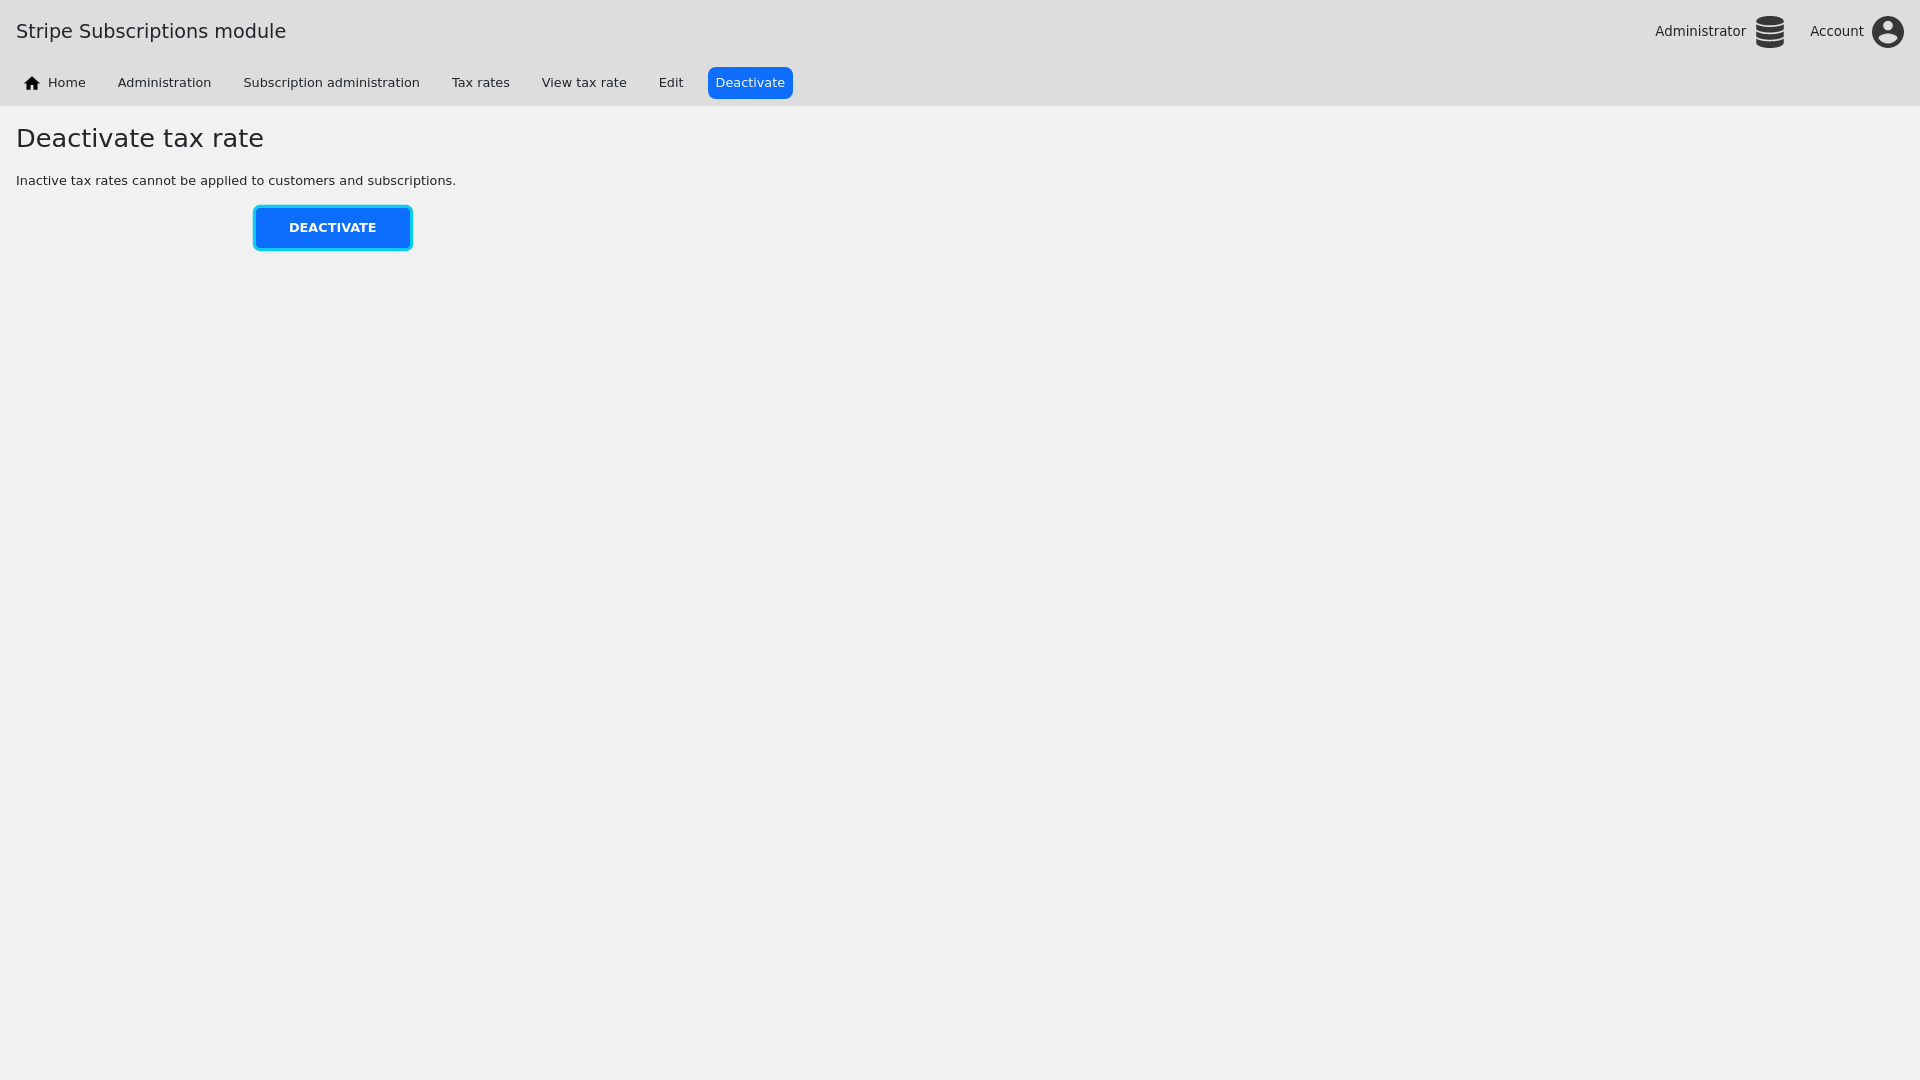 Stripe Subscriptions module
Administrator
Account
Home
Administration
Subscription administration
Tax rates
View tax rate
Edit
Deactivate
Deactivate tax rate
Inactive tax rates cannot be applied to customers and subscriptions.
DEACTIVATE